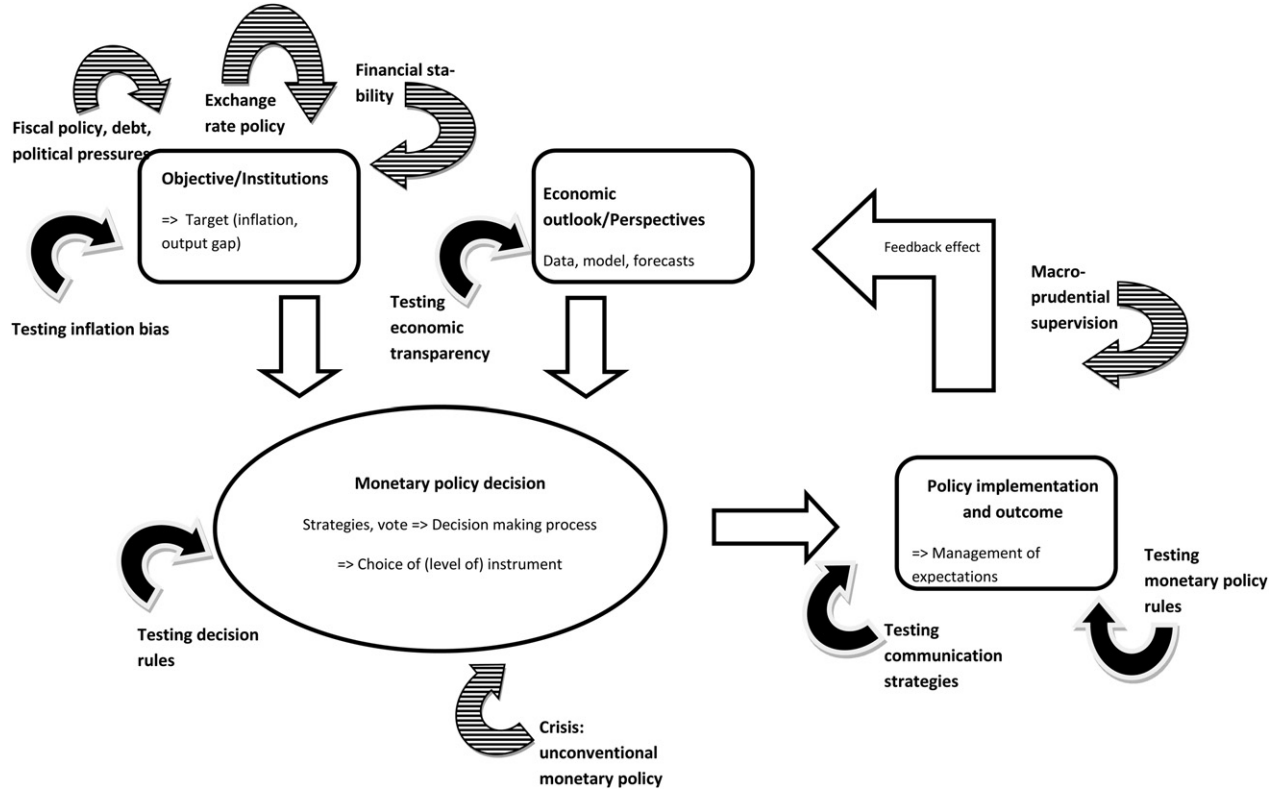 Fiscal policy, debt,
political pressures
Exchange
rate policy
Financial sta-
bility
Objective/Institutions
=> Target (inflation,
output gap)
Testing inflation bias
Economic
outlook/Perspectives
Data, model, forecasts
Testing
economic
transparency
Feedback effect
Macro-
prudential
supervision
Monetary policy decision
Strategies, vote => Decision making process
=> Choice of (level of) instrument
Testing decision
rules
Crisis:
unconventional
monetary policy
Policy implementation
and outcome
=> Management of
expectations
Testing
communication
strategies
Testing
monetary policy
rules